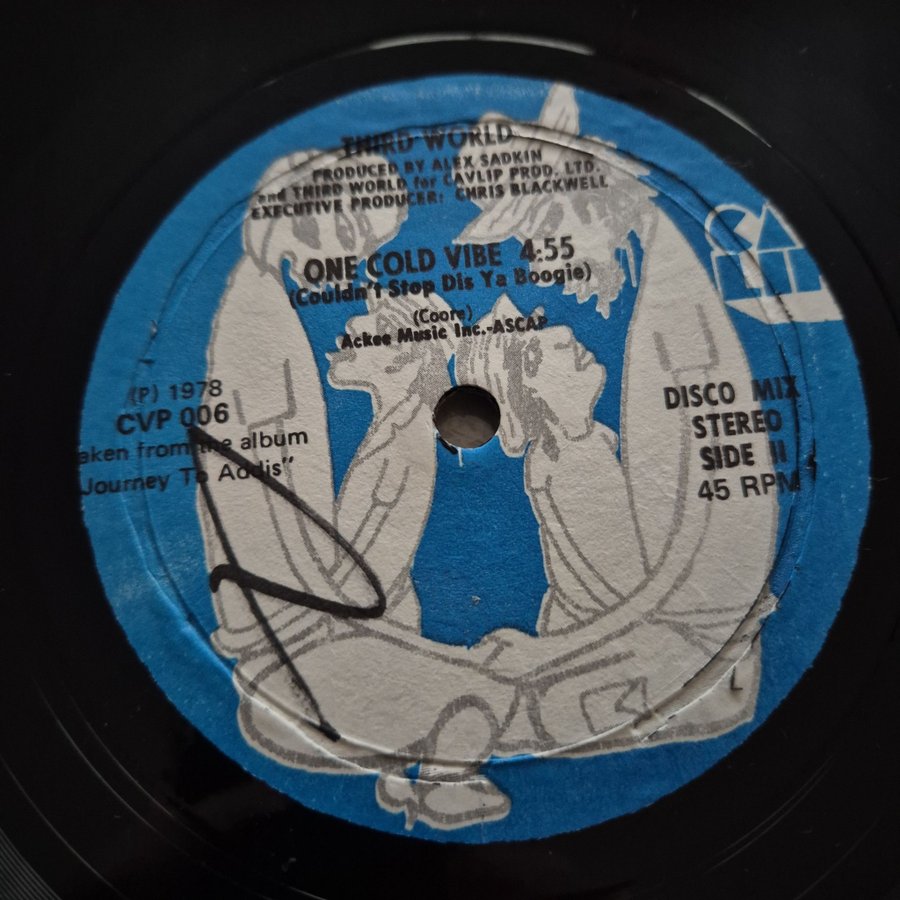 THIRD WORLD
PRODUCED BY ALEX SADKIN
and THIRD WORLD for CAVLIP PROD. LTD.
EXECUTIVE PRODUCER: CHRIS BLACKWELL
ONE COLD VIBE 4:55
(Couldn't Stop Dis Ya Boogie)
(Coore)
Ackee Music Inc.-ASCAP
(P) 1978
CVP 006
aken from the album
Journey To Addis"
DISCO MIX
STEREO
SIDE II
45 RPM
L